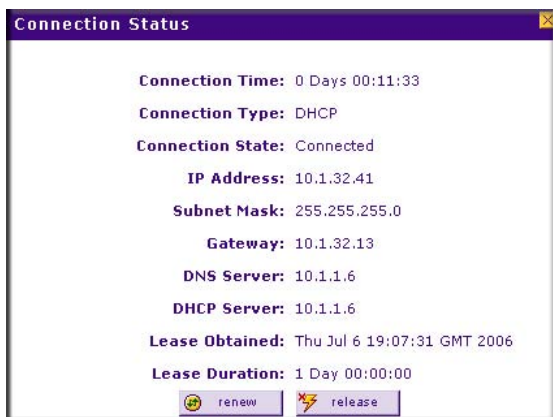 Connection Status
Connection Time: 0 Days 00:11:33
Connection Type: DHCP
Connection State: Connected
IP Address: 10.1.32.41
Subnet Mask: 255.255.255.0
Gateway: 10.1.32.13
DNS Server: 10.1.1.6
DHCP Server: 10.1.1.6
Lease Obtained: Thu Jul 6 19:07:31 GMT 2006
Lease Duration: 1 Day 00:00:00
renew release